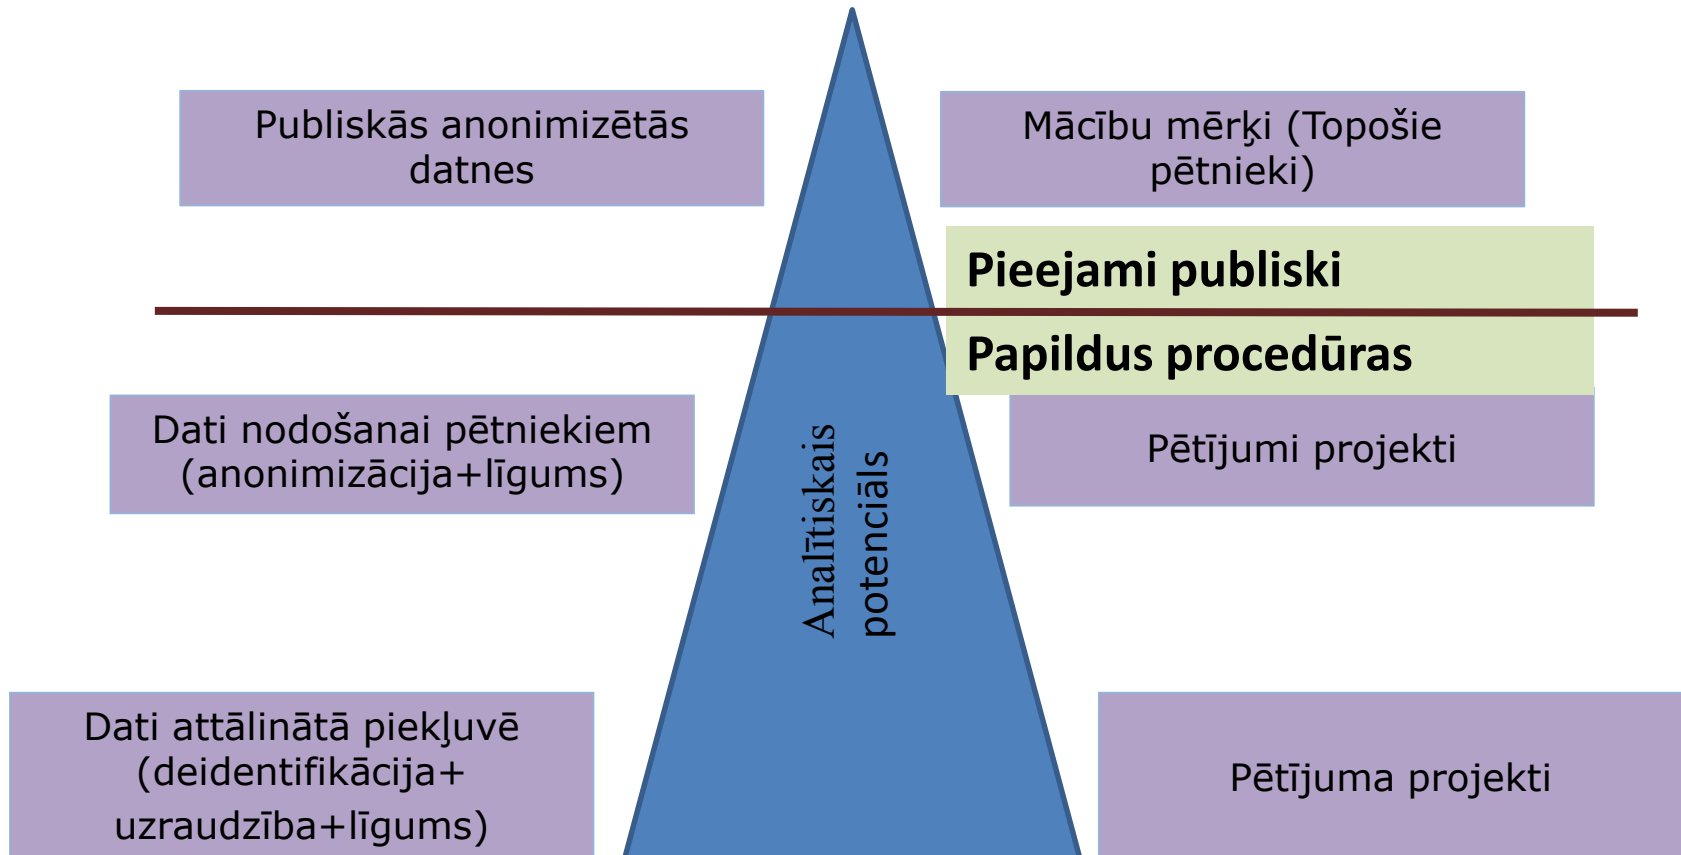 Publiskās anonimizētās
datnes
Mācību mērķi (Topošie
pētnieki)
Pieejami publiski
Papildus procedūras
Dati nodošanai pētniekiem
(anonimizācija+līgums)
Pētījumi projekti
Analītiskais
potenciāls
Dati attālinātā piekļuvē
(deidentifikācija+
uzraudzība+līgums)
Pētījuma projekti